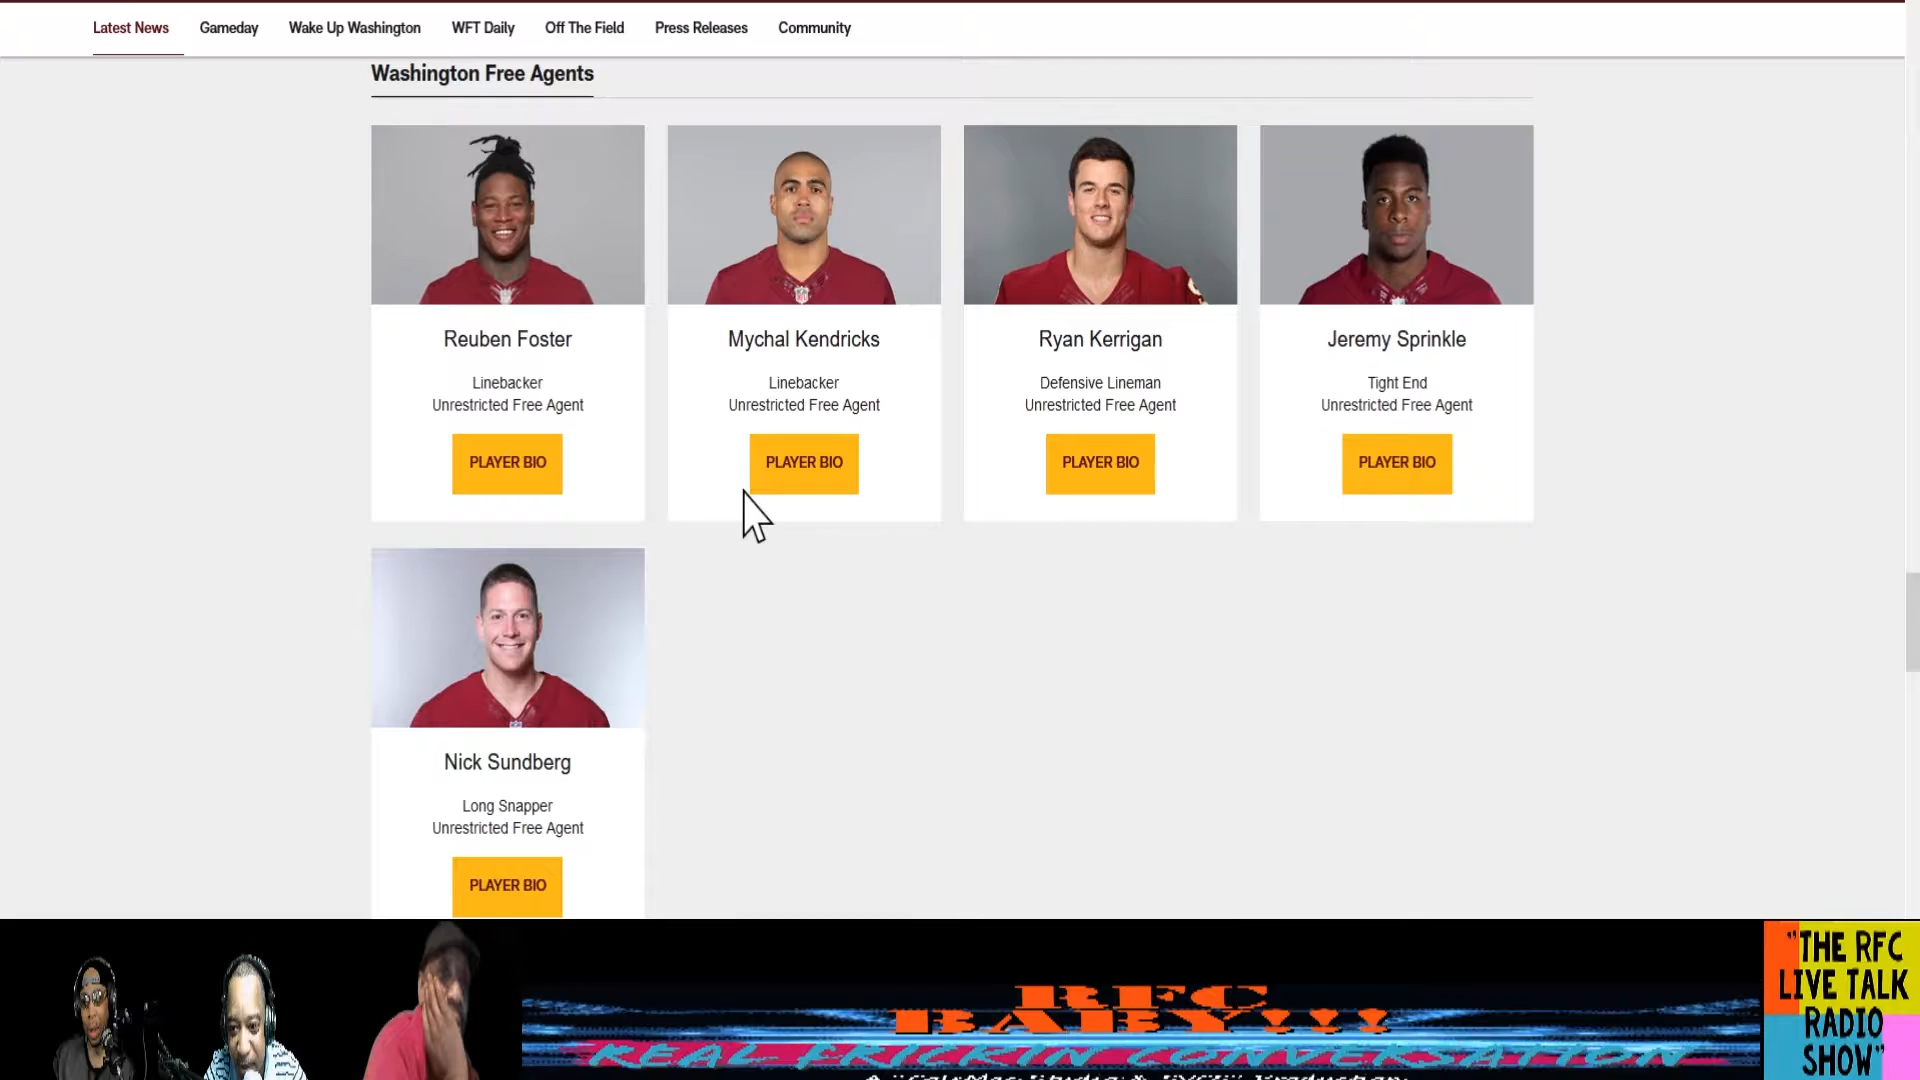 Latest News Gameday Wake Up Washington WFT Daily Off The Field Press Releases Community
Washington Free Agents
Reuben Foster
Linebacker
Unrestricted Free Agent
PLAYER BIO
Mychal Kendricks
Linebacker
Unrestricted Free Agent
PLAYER BIO
Ryan Kerrigan
Defensive Lineman
Unrestricted Free Agent
PLAYER BIO
Jeremy Sprinkle
Tight End
Unrestricted Free Agent
PLAYER BIO
Nick Sundberg
Long Snapper
Unrestricted Free Agent
PLAYER BIO
RFC
BABY!!!
REAL FRICKIN CONVERSATION
"THE RFC
LIVE TALK
RADIO
SHOW"